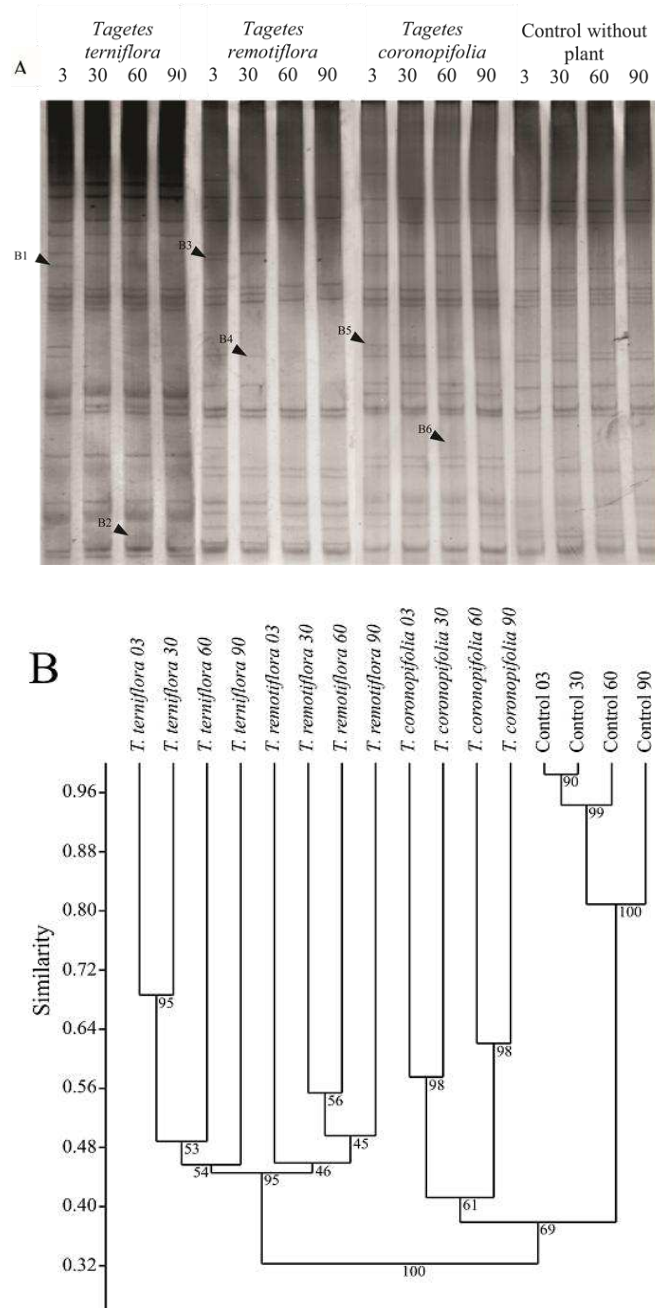 Tagetes terniflora
Tagetes remotiflora
Tagetes coronopifolia
Control without plant
A
3 30 60 90 3 30 60 90 3 30 60 90 3 30 60 90
B1
B3
B4
B5
B6
B2
B
T. terniflora 03
T. terniflora 30
T. terniflora 60
T. terniflora 90
T. remotiflora 03
T. remotiflora 30
T. remotiflora 60
T. remotiflora 90
T. coronopifolia 03
T. coronopifolia 30
T. coronopifolia 60
T. coronopifolia 90
Control 03
Control 30
Control 60
Control 90
Similarity
0.96
0.88
0.80
0.72
0.64
0.56
0.48
0.40
0.32
90
99
100
95
98
98
56
53
45
54
46
95
61
69
100